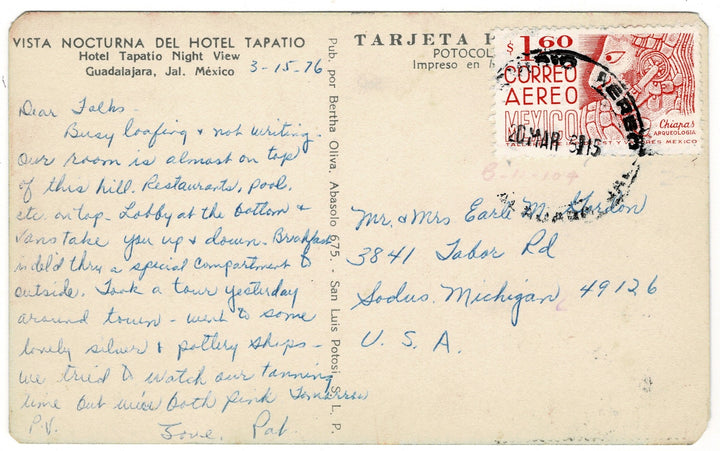 VISTA NOCTURNA DEL HOTEL TAPATIO
Hotel Tapatio Night View
Guadalajara, Jal. México
3-15-76
Dear Folks-
Busy loafing & not writing.
Our room is almost on top
of this hill. Restaurants, pool,
etc. on top. Lobby at the bottom &
vans take you up & down. Breakfast
is del'd thru a special compartment to
outside. Took a tour yesterday
around town - went to some
lovely silver & pottery shops -
we tried to watch our tanning
time but we're both pink. Tomorrow
P.V.
Love, Pat.
Pub. por Bertha Oliva. Abasolo 675. - San Luis Potosí, S. L. P.
TARJETA
POTOCOL
Impreso en
$1.60
CORREO
AEREO
MEXICO
Chiapas
ARQUEOLOGIA
MEXICO
20 MAR
Mr. & Mrs Earle M.
3841 Tabor Rd
Sodus, Michigan 49126
U. S. A.